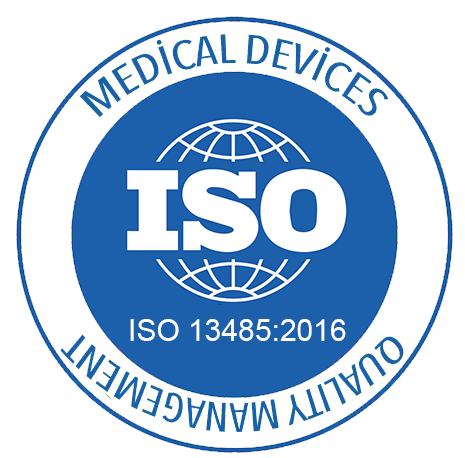 MEDİCAL DEVİCES
ISO
ISO 13485:2016
QUALITY MANAGEMENT